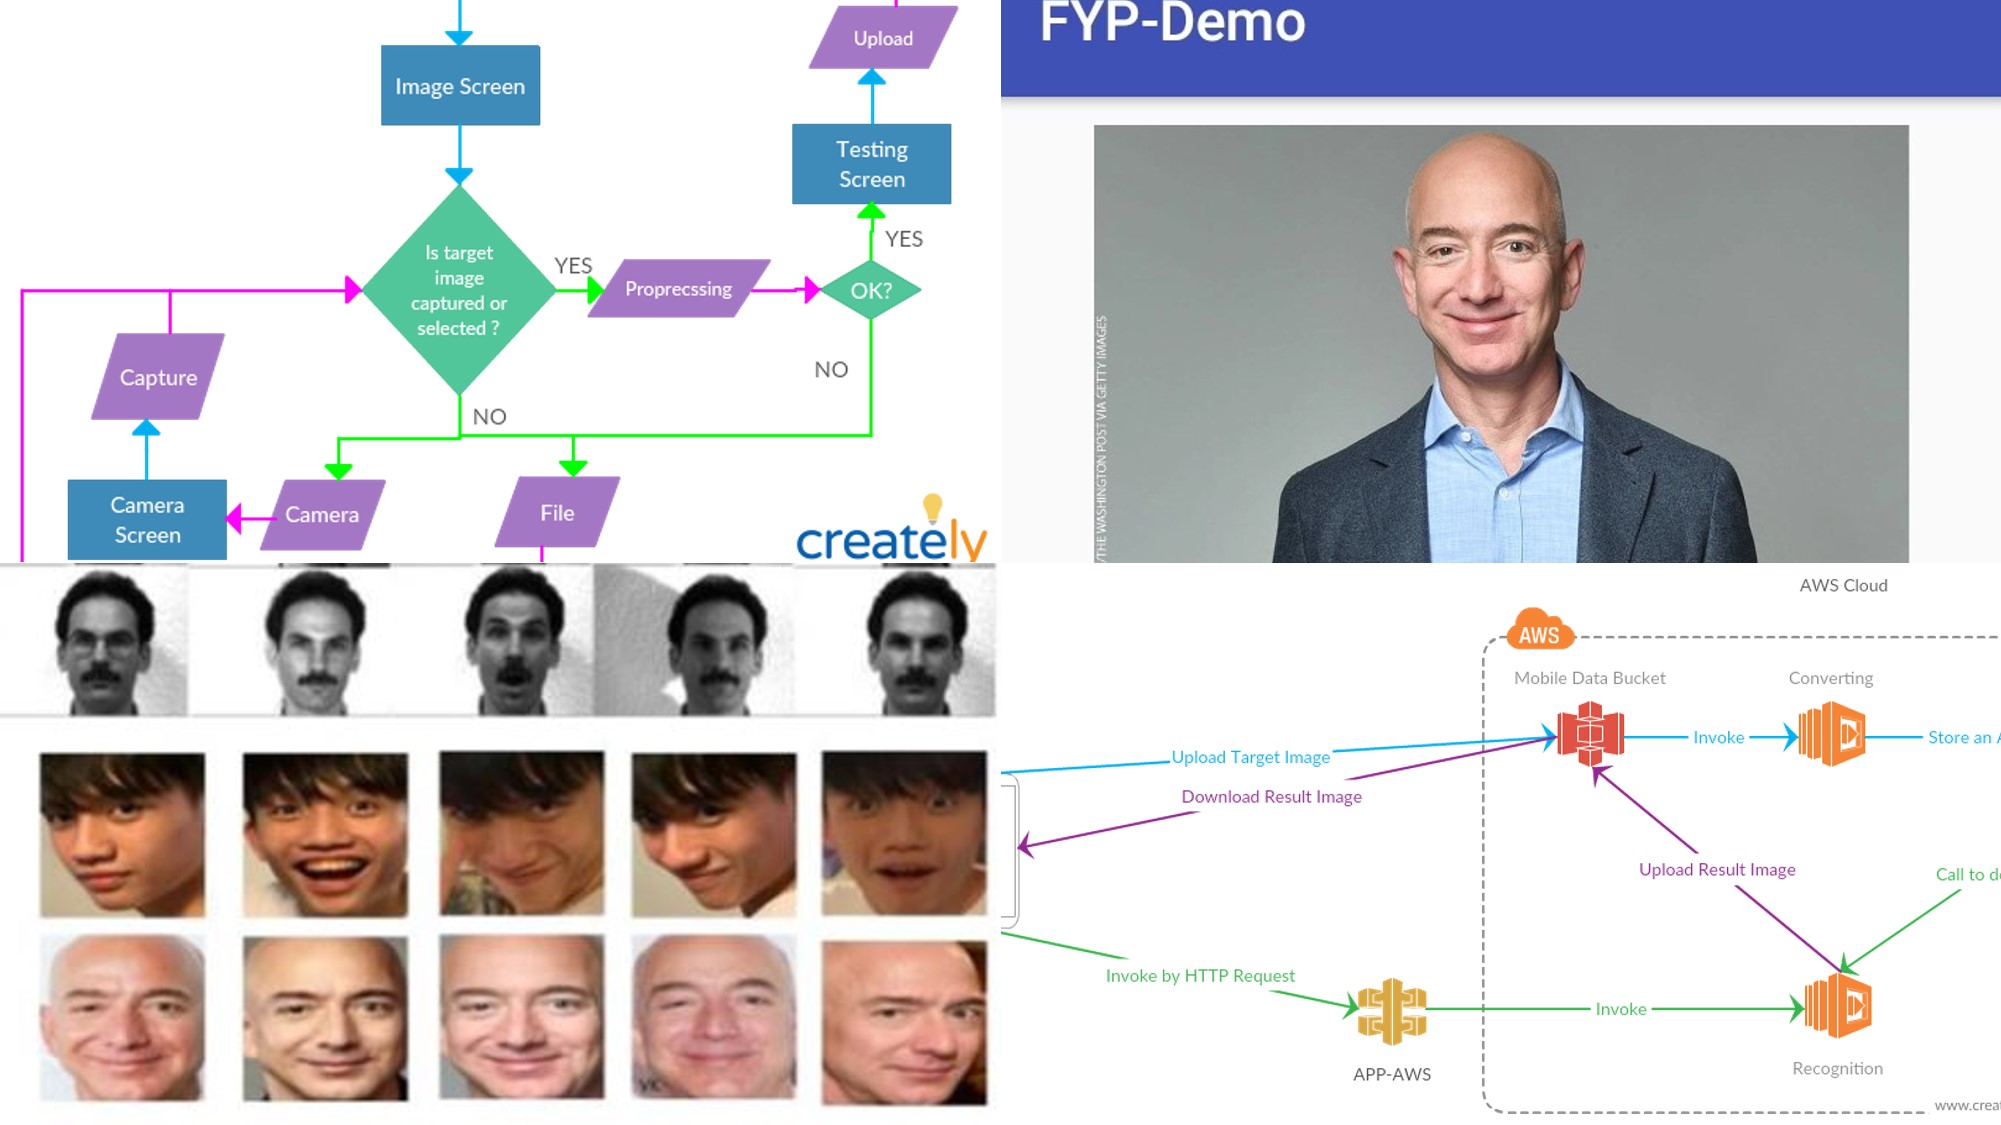 Image Screen
Is target
image
captured or
selected ?
YES
Proprecssing
OK?
YES
Testing
Screen
Upload
NO
NO
Capture
Camera
Screen
Camera
File
creately
FYP-Demo
/THE WASHINGTON POST VIA GETTY IMAGES
AWS Cloud
AWS
Mobile Data Bucket
Converting
Upload Target Image
Invoke
Store an A
Download Result Image
Upload Result Image
Call to d
Invoke by HTTP Request
Invoke
APP-AWS
Recognition
www.crea